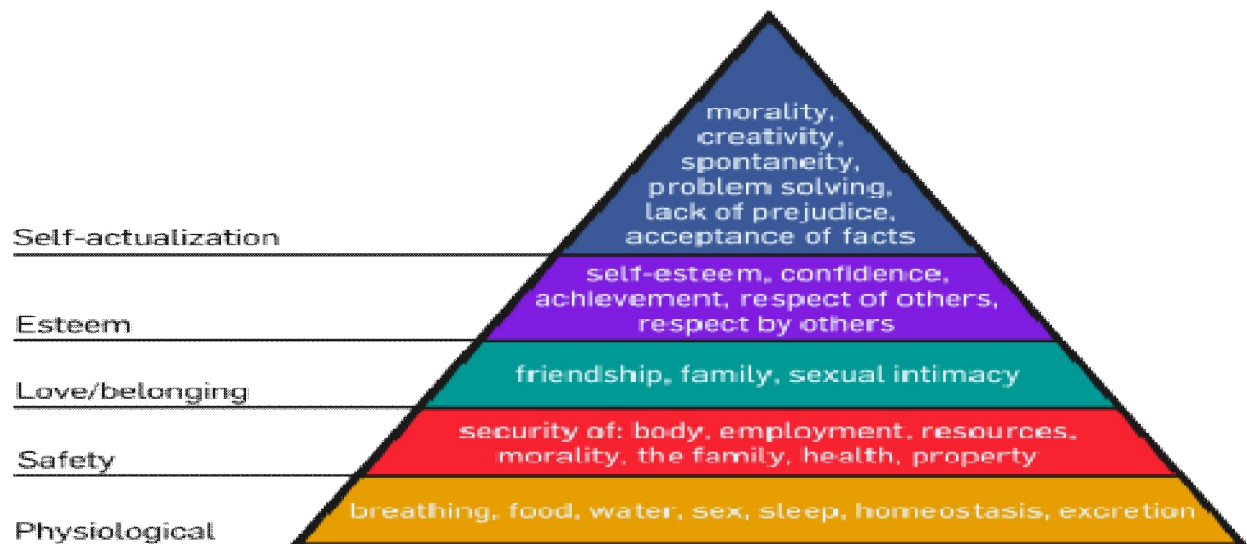 morality,
creativity,
spontaneity,
problem solving,
lack of prejudice,
acceptance of facts
Self-actualization
self-esteem, confidence,
achievement, respect of others,
respect by others
Esteem
friendship, family, sexual intimacy
Love/belonging
security of: body, employment, resources,
morality, the family, health, property
Safety
breathing, food, water, sex, sleep, homeostasis, excretion
Physiological